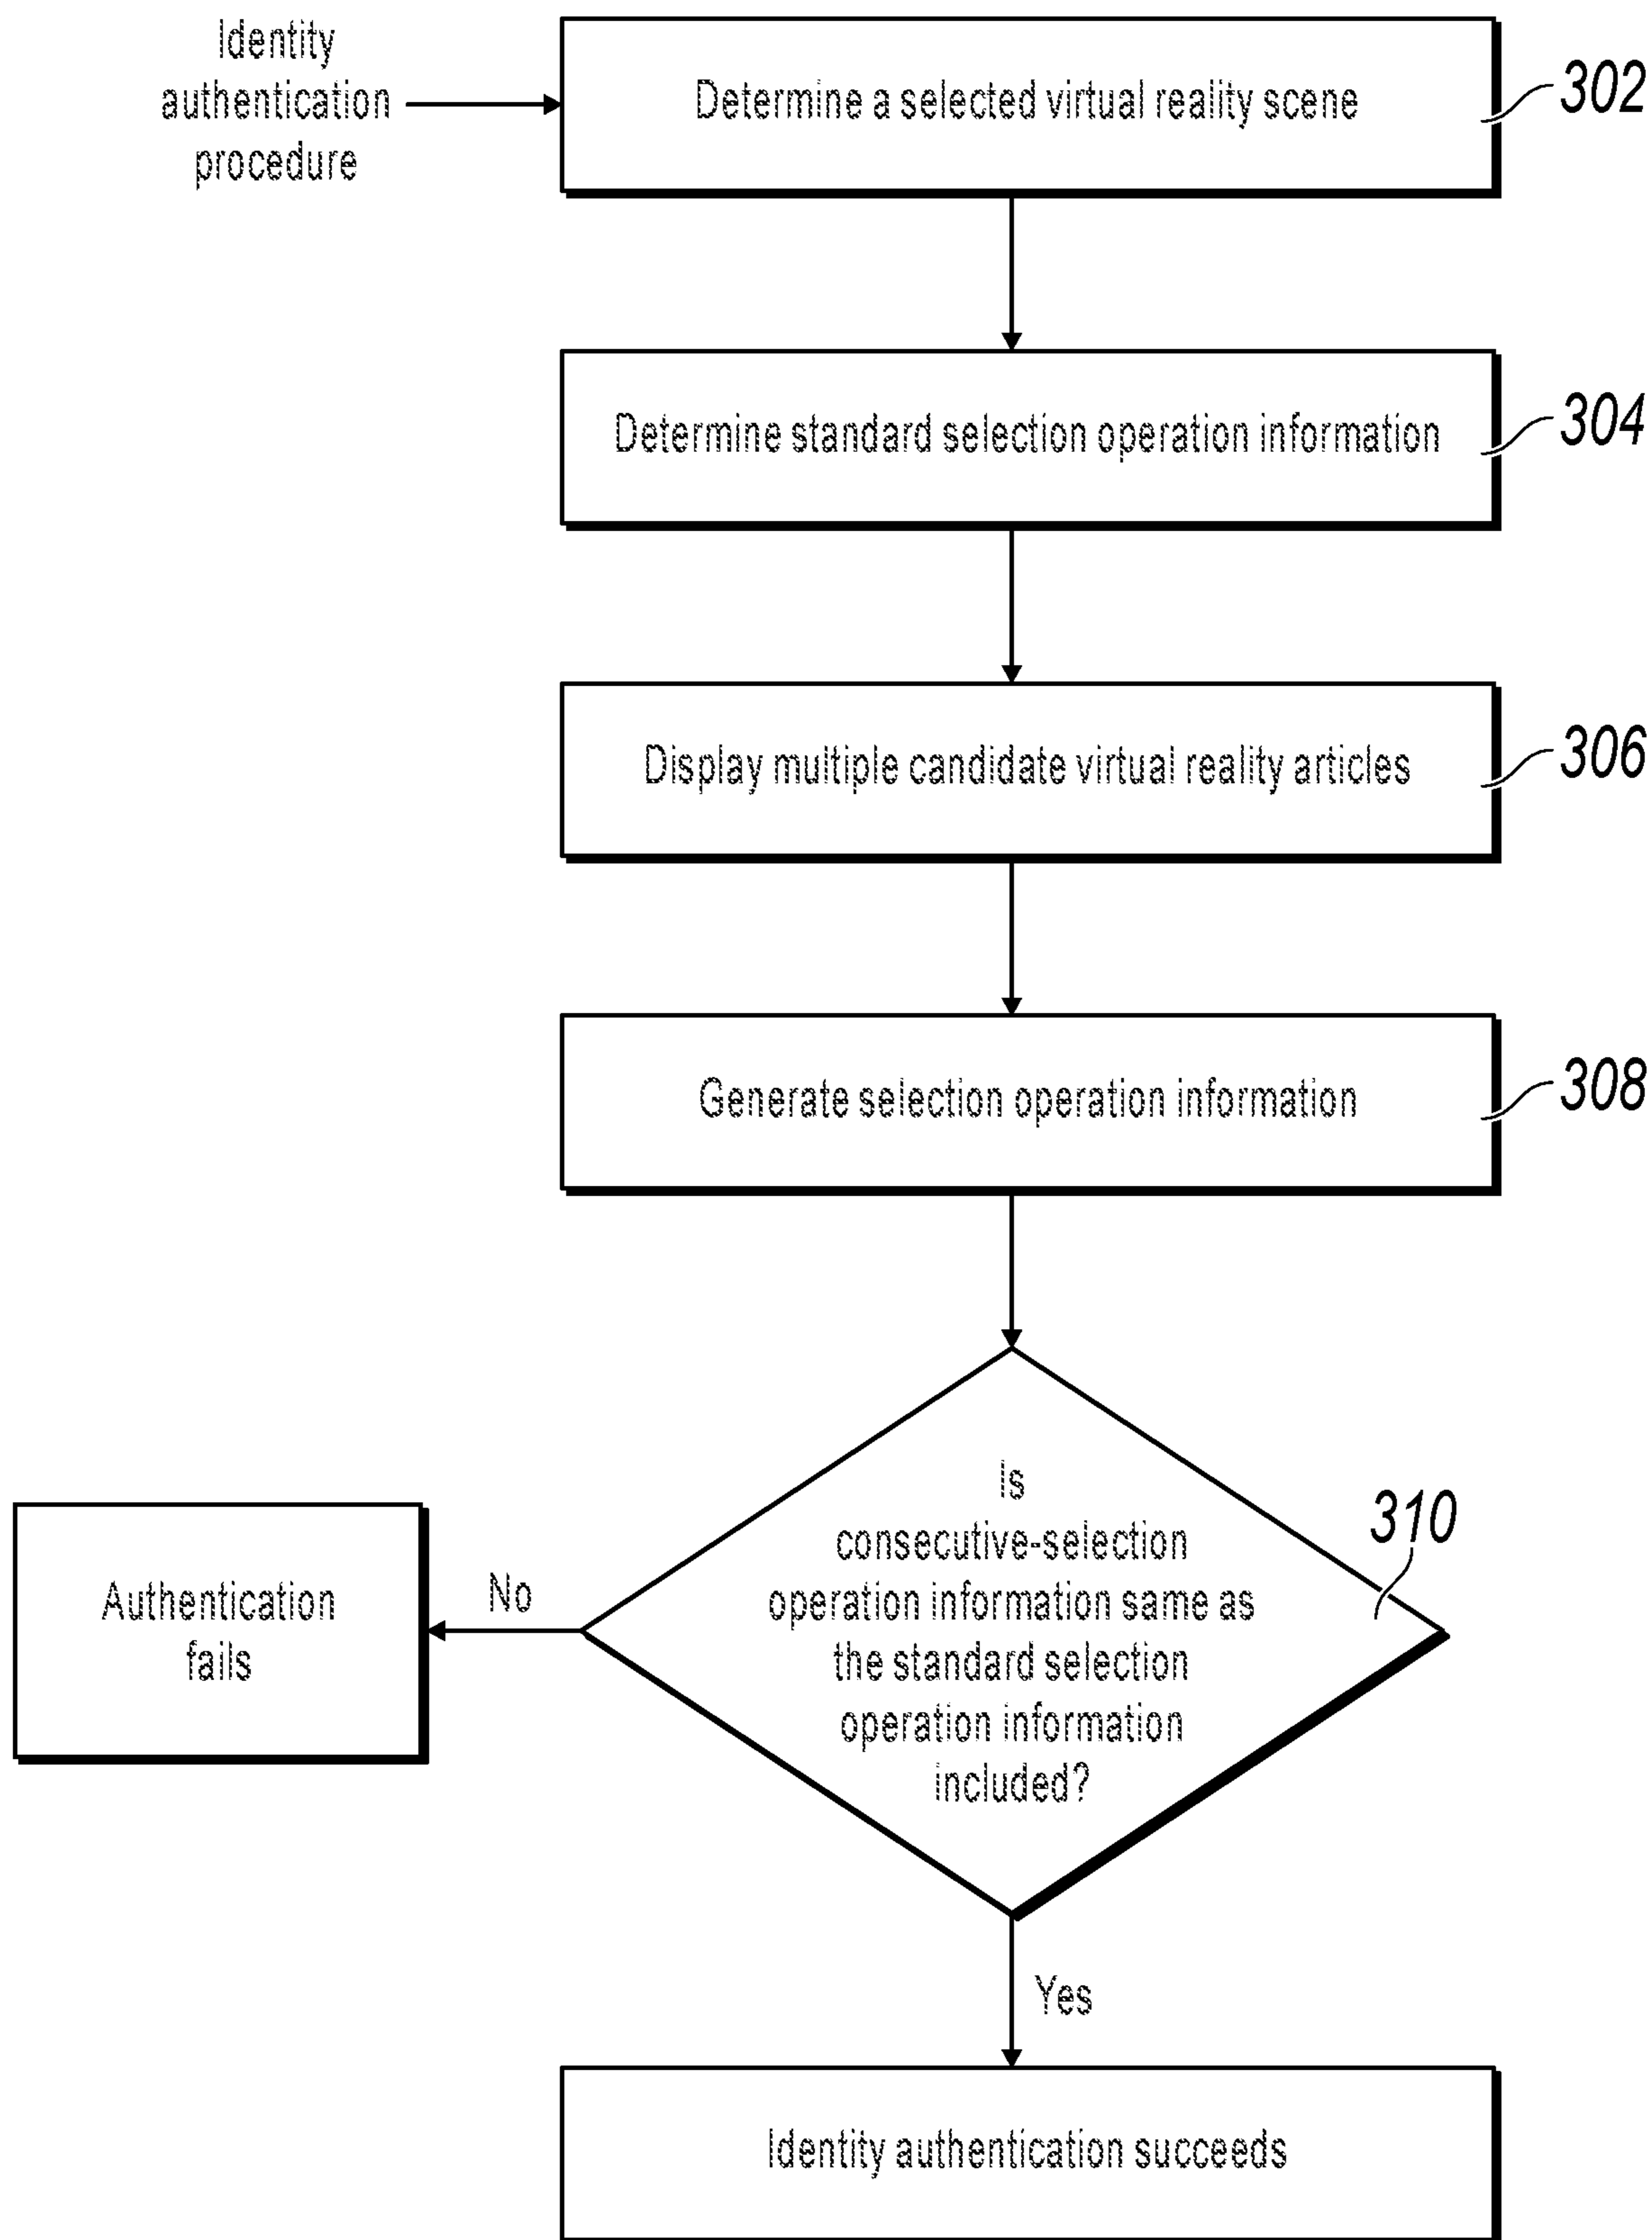 Identity
authentication
procedure
Determine a selected virtual reality scene
302
Determine standard selection operation information
304
Display multiple candidate virtual reality articles
306
Generate selection operation information
308
Is
consecutive-selection
operation information same as
the standard selection
operation information
included?
310
No
Authentication
fails
Yes
Identity authentication succeeds